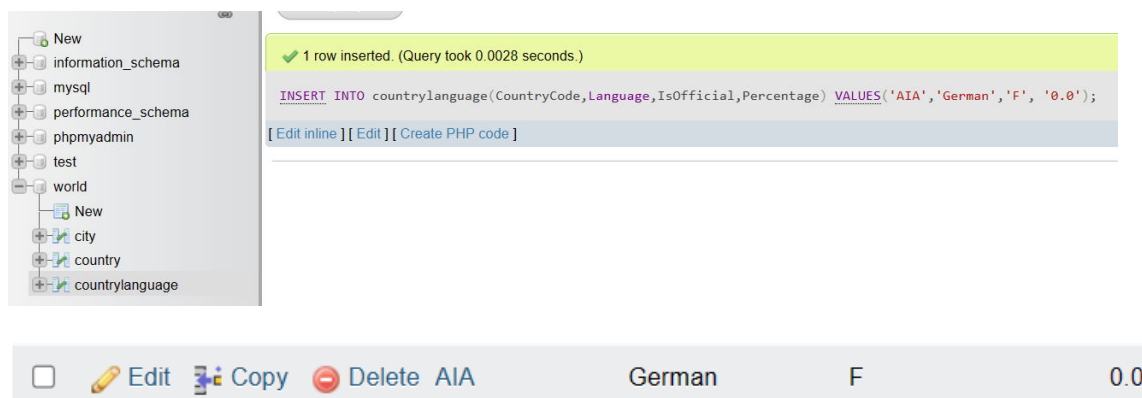 New
information_schema
mysql
performance_schema
phpmyadmin
test
world
New
city
country
countrylanguage
1 row inserted. (Query took 0.0028 seconds.)
INSERT INTO countrylanguage(CountryCode,Language,IsOfficial,Percentage) VALUES('AIA','German','F', '0.0');
[ Edit inline ] [ Edit ] [ Create PHP code ]
Edit Copy Delete AIA German F 0.0